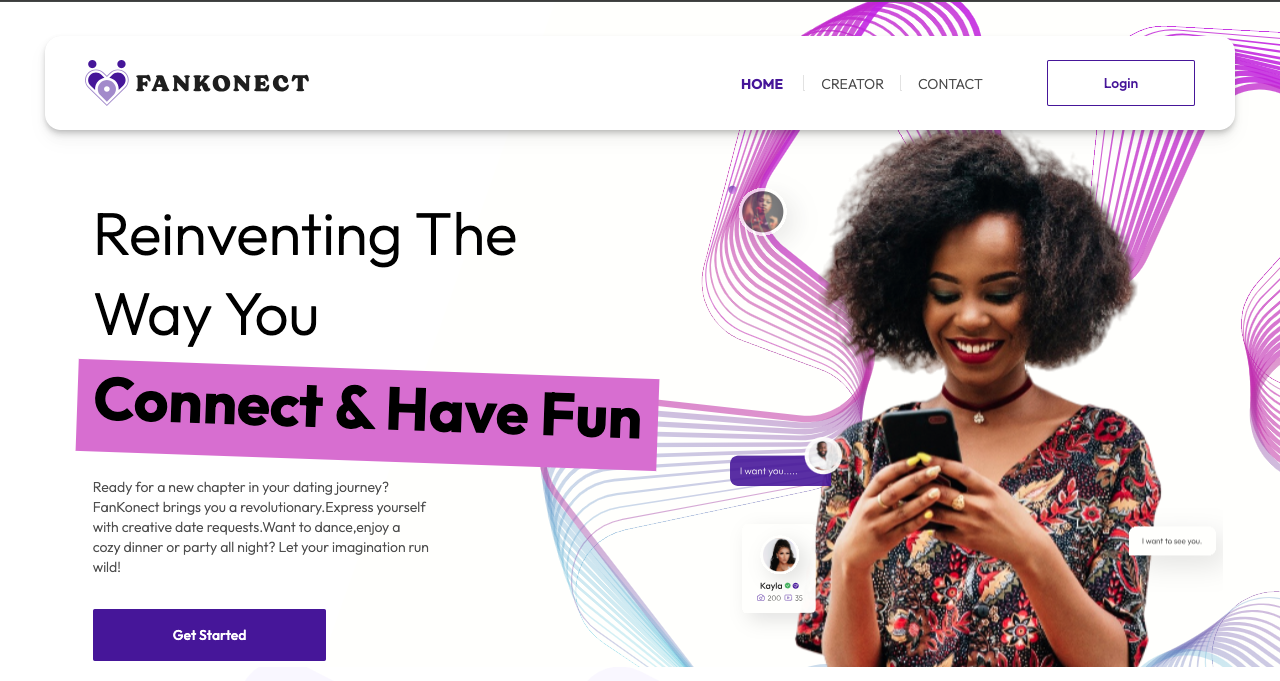 FANKONECT
HOME
CREATOR
CONTACT
Login
Reinventing The
Way You
Connect & Have Fun
Ready for a new chapter in your dating journey?
FanKonect brings you a revolutionary.Express yourself
with creative date requests.Want to dance,enjoy a
cozy dinner or party all night? Let your imagination run
wild!
Get Started
I want you.....
Kayla
200 35
I want to see you.